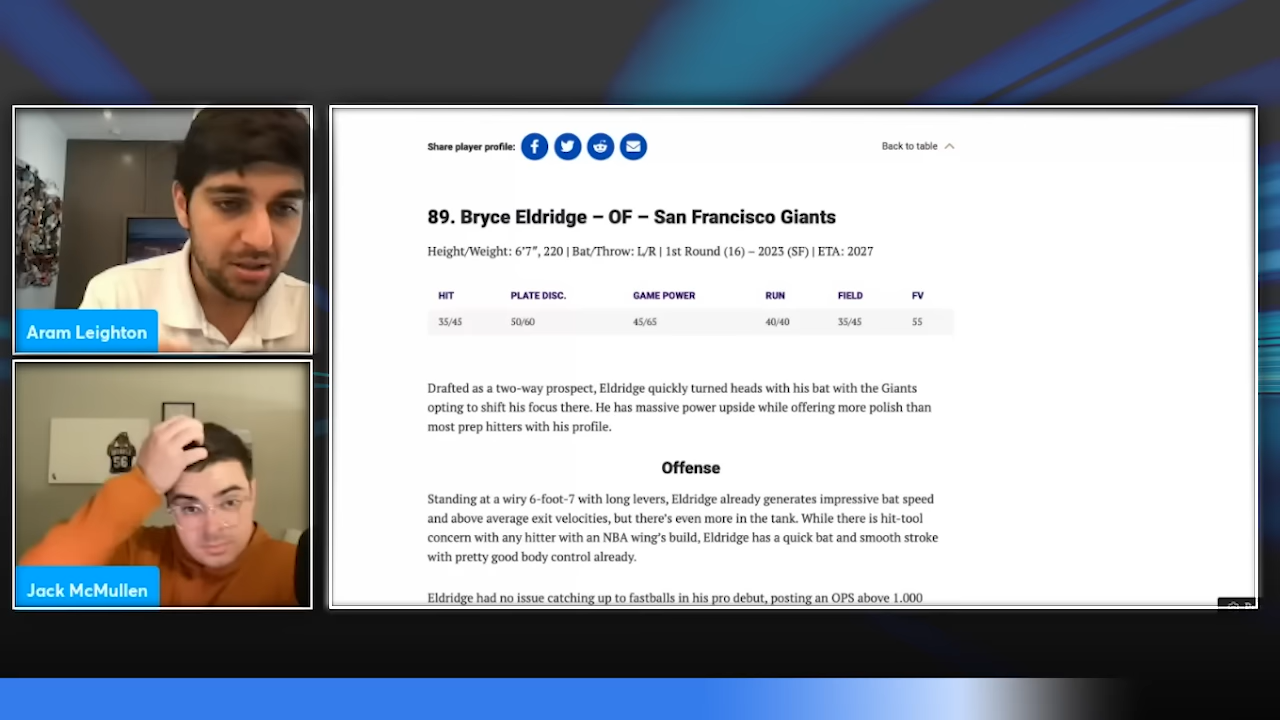 Share player profile:
Back to table
89. Bryce Eldridge – OF – San Francisco Giants
Height/Weight: 6'7″, 220 | Bat/Throw: L/R | 1st Round (16) – 2023 (SF) | ETA: 2027
HIT PLATE DISC. GAME POWER RUN FIELD FV
35/45 50/60 45/65 40/40 35/45 55
Drafted as a two-way prospect, Eldridge quickly turned heads with his bat with the Giants
opting to shift his focus there. He has massive power upside while offering more polish than
most prep hitters with his profile.
Offense
Standing at a wiry 6-foot-7 with long levers, Eldridge already generates impressive bat speed
and above average exit velocities, but there's even more in the tank. While there is hit-tool
concern with any hitter with an NBA wing's build, Eldridge has a quick bat and smooth stroke
with pretty good body control already.
Eldridge had no issue catching up to fastballs in his pro debut, posting an OPS above 1.000
Aram Leighton
56
Jack McMullen